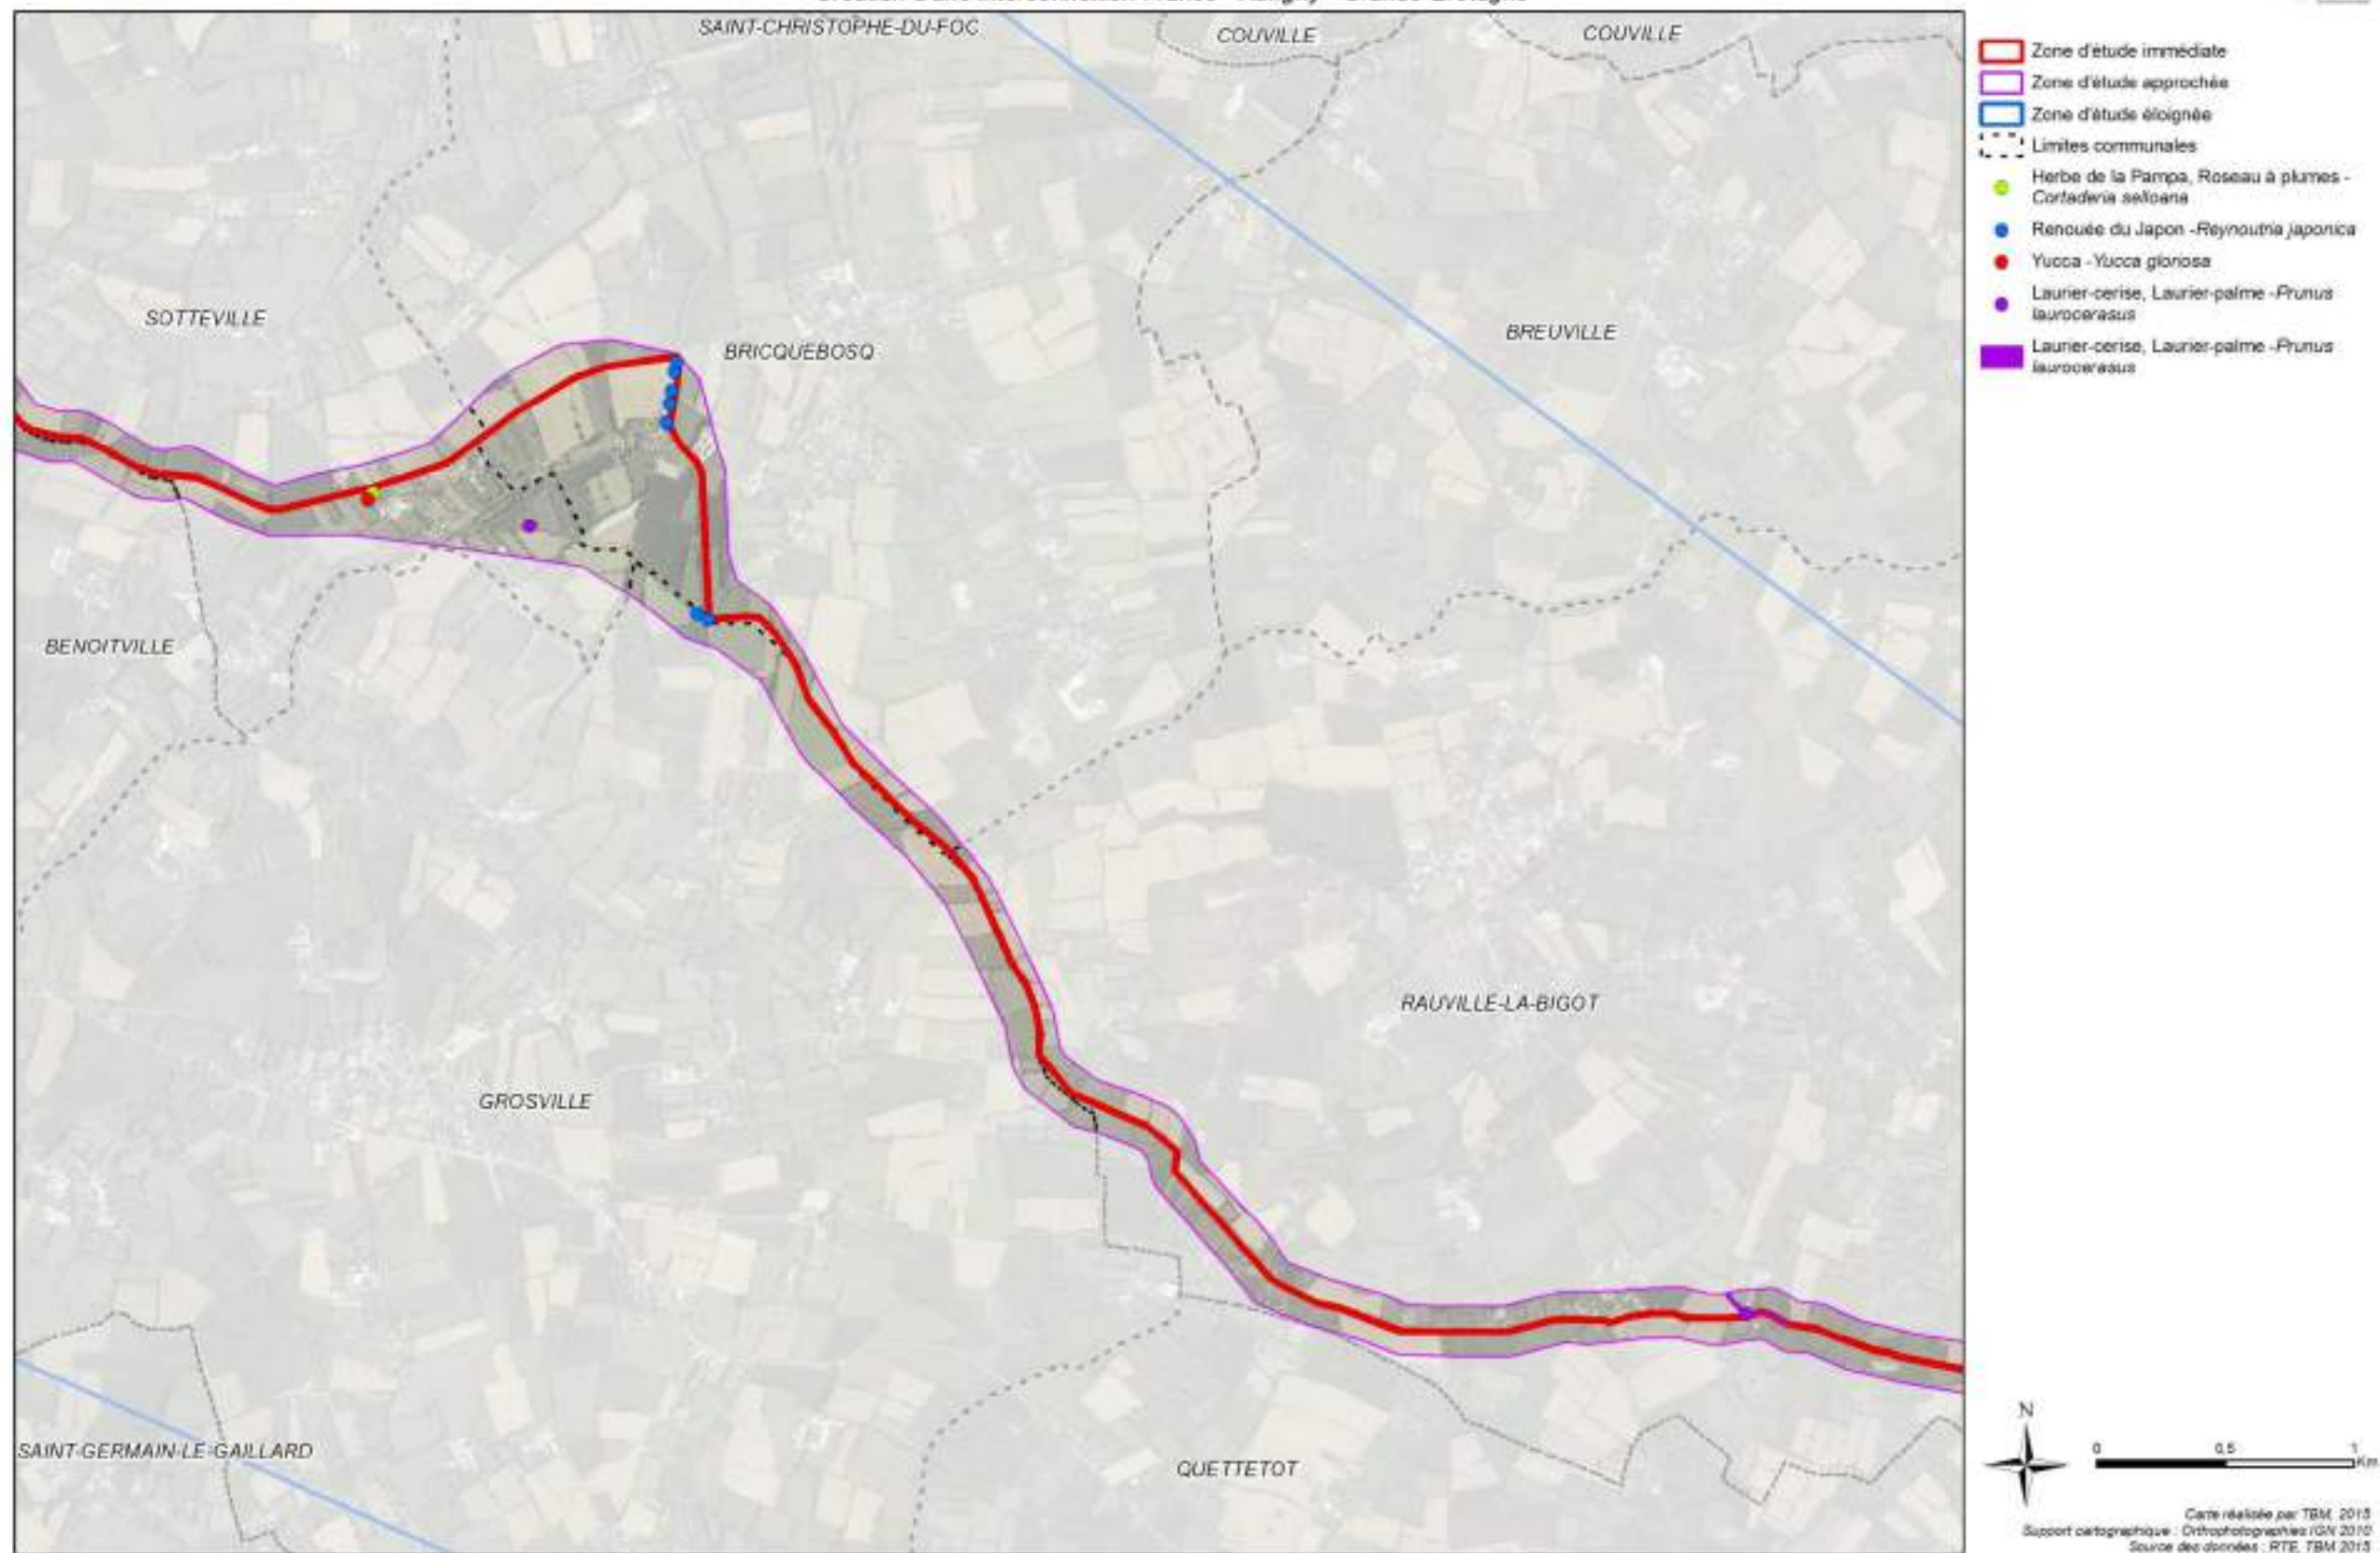 SAINT-CHRISTOPHE-DU-FOC
COUVILLE
COUVILLE
SOTTEVILLE
BRICQUEBOSQ
BREUVILLE
BENOITVILLE
RAUVILLE-LA-BIGOT
GROSVILLE
SAINT-GERMAIN-LE-GAILLARD
QUETTETOT
Zone d'étude immédiate
Zone d'étude approchée
Zone d'étude éloignée
Limites communales
Herbe de la Pampa, Roseau à plumes -
Cortaderia selloana
Renouée du Japon -Reynoutria japonica
Yucca -Yucca gloriosa
Laurier-cerise, Laurier-palme -Prunus
laurocerasus
Laurier-cerise, Laurier-palme -Prunus
laurocerasus
N
0 0,5 1
Km
Carte réalisée par TBM, 2015
Support cartographique : Orthophotographies IGN 2010
Source des données : RTE, TBM 2015